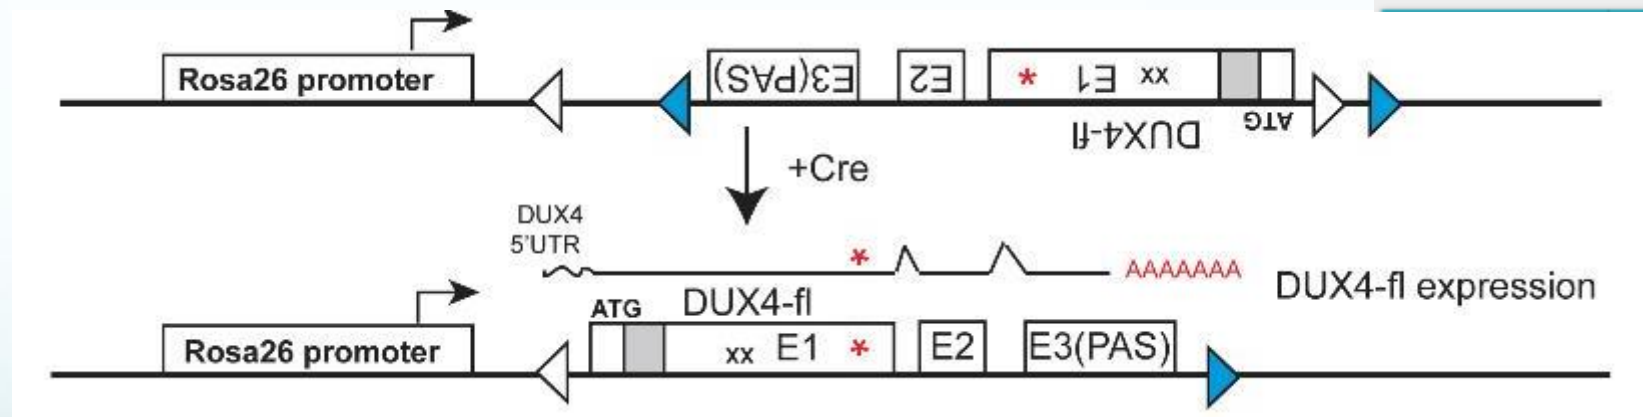 Rosa26 promoter
E3(PAS)
E2
* E1 xx
DUX4-fl
ATG
+Cre
DUX4
5'UTR
*
AAAAAAA
DUX4-fl expression
ATG
DUX4-fl
Rosa26 promoter
xx E1 *
E2
E3(PAS)